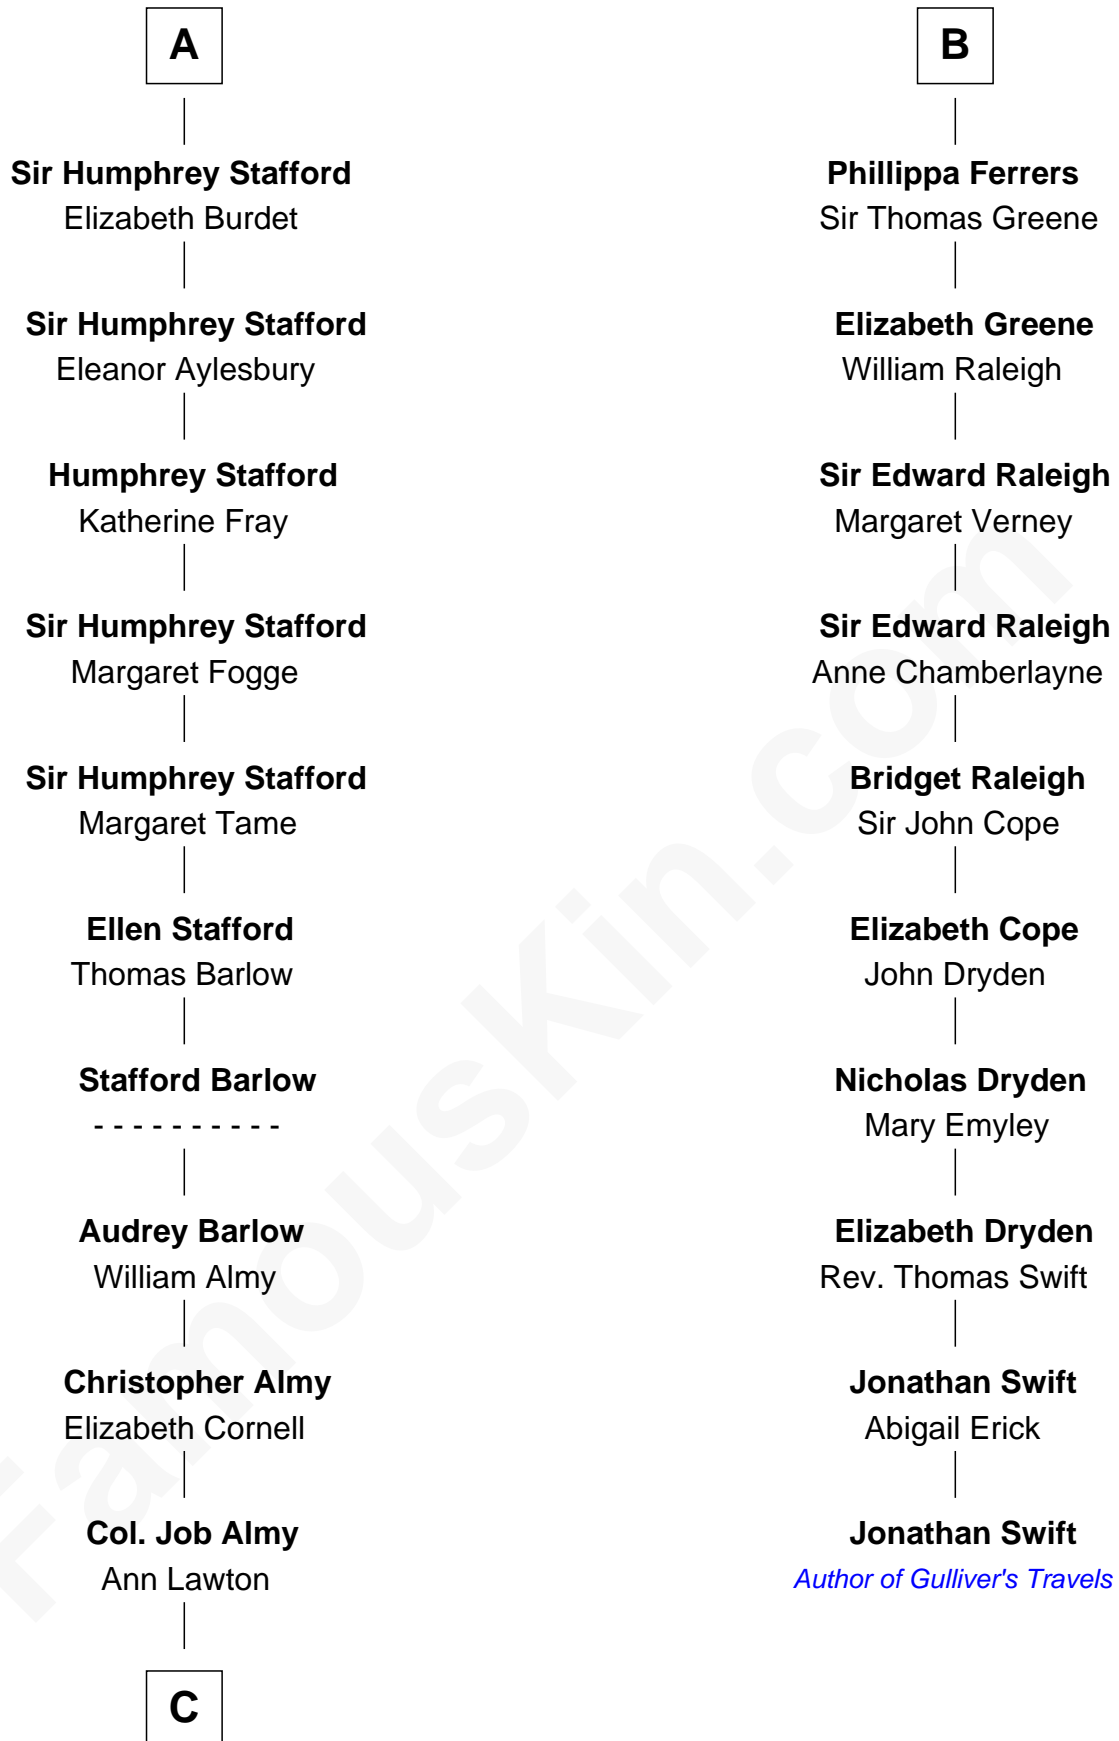 A
Sir Humphrey Stafford
Elizabeth Burdet
Sir Humphrey Stafford
Eleanor Aylesbury
Humphrey Stafford
Katherine Fray
Sir Humphrey Stafford
Margaret Fogge
Sir Humphrey Stafford
Margaret Tame
Ellen Stafford
Thomas Barlow
Stafford Barlow
- - - - - - - - - -
Audrey Barlow
William Almy
Christopher Almy
Elizabeth Cornell
Col. Job Almy
Ann Lawton
C
B
Phillippa Ferrers
Sir Thomas Greene
Elizabeth Greene
William Raleigh
Sir Edward Raleigh
Margaret Verney
Sir Edward Raleigh
Anne Chamberlayne
Bridget Raleigh
Sir John Cope
Elizabeth Cope
John Dryden
Nicholas Dryden
Mary Emyley
Elizabeth Dryden
Rev. Thomas Swift
Jonathan Swift
Abigail Erick
Jonathan Swift
Author of Gulliver's Travels
FamousKin.com